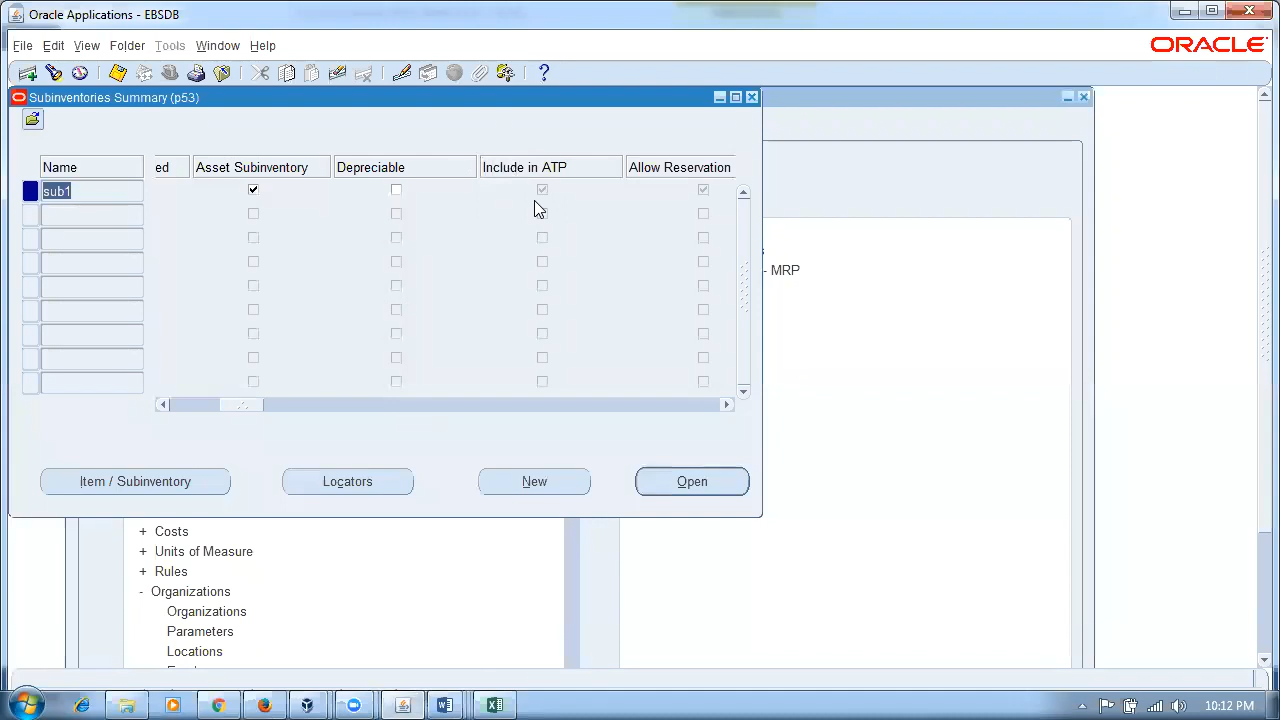 Oracle Applications - EBSDB
File Edit View Folder Tools Window Help
ORACLE
Subinventories Summary (p53)
Name ed Asset Subinventory Depreciable Include in ATP Allow Reservation
sub1
- MRP
Item / Subinventory Locators New Open
+ Costs
+ Units of Measure
+ Rules
- Organizations
Organizations
Parameters
Locations
10:12 PM